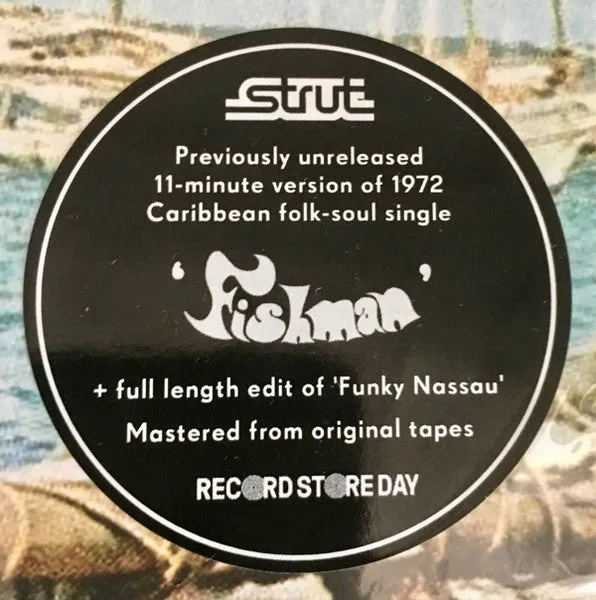 Strut
Previously unreleased
11-minute version of 1972
Caribbean folk-soul single
'Fishman'
+ full length edit of 'Funky Nassau'
Mastered from original tapes
RECORD STORE DAY